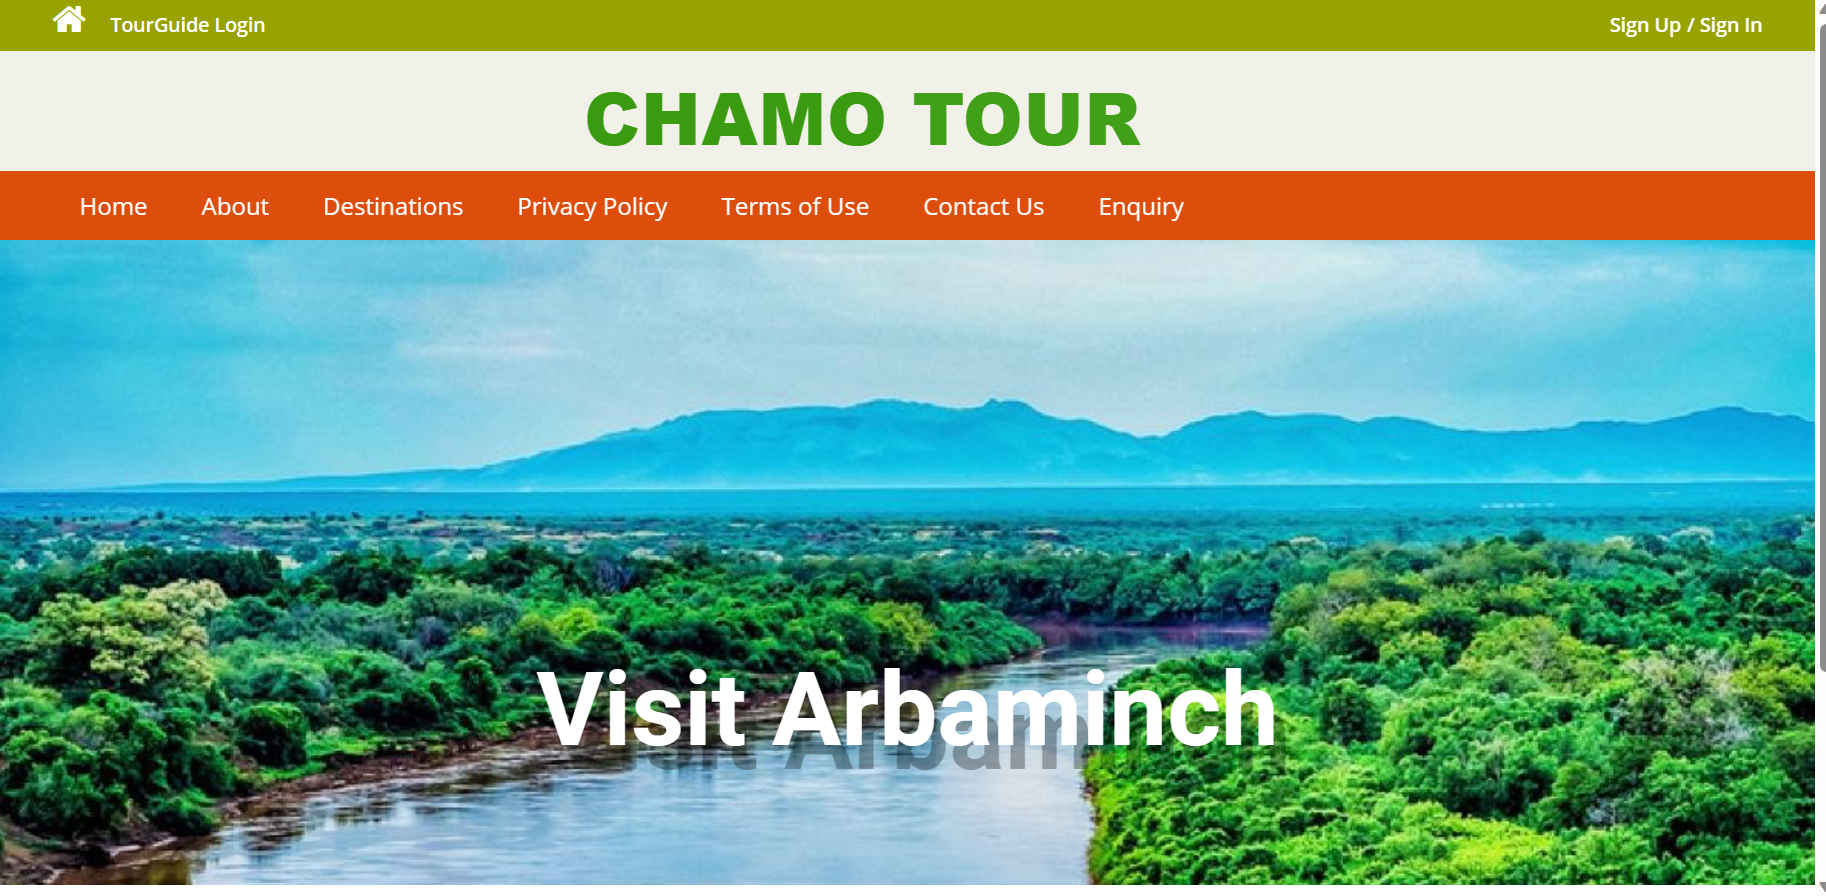 TourGuide Login
Sign Up / Sign In
CHAMO TOUR
Home About Destinations Privacy Policy Terms of Use Contact Us Enquiry
Visit Arbaminch